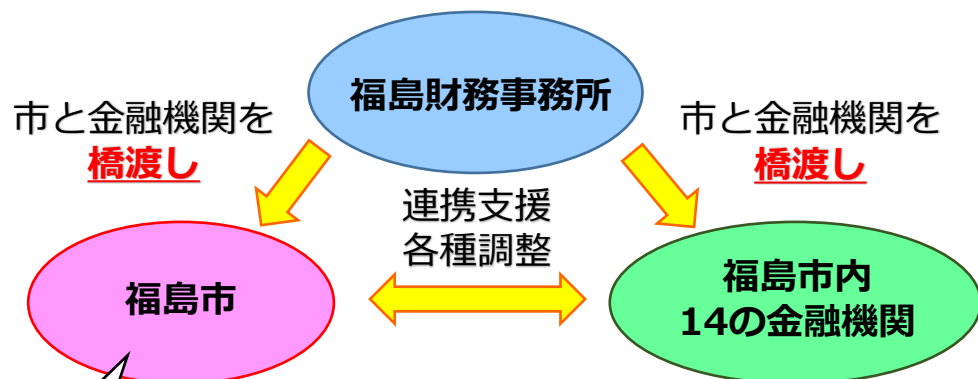 福島財務事務所
市と金融機関を
橋渡し
市と金融機関を
橋渡し
連携支援
各種調整
福島市
福島市内
14の金融機関